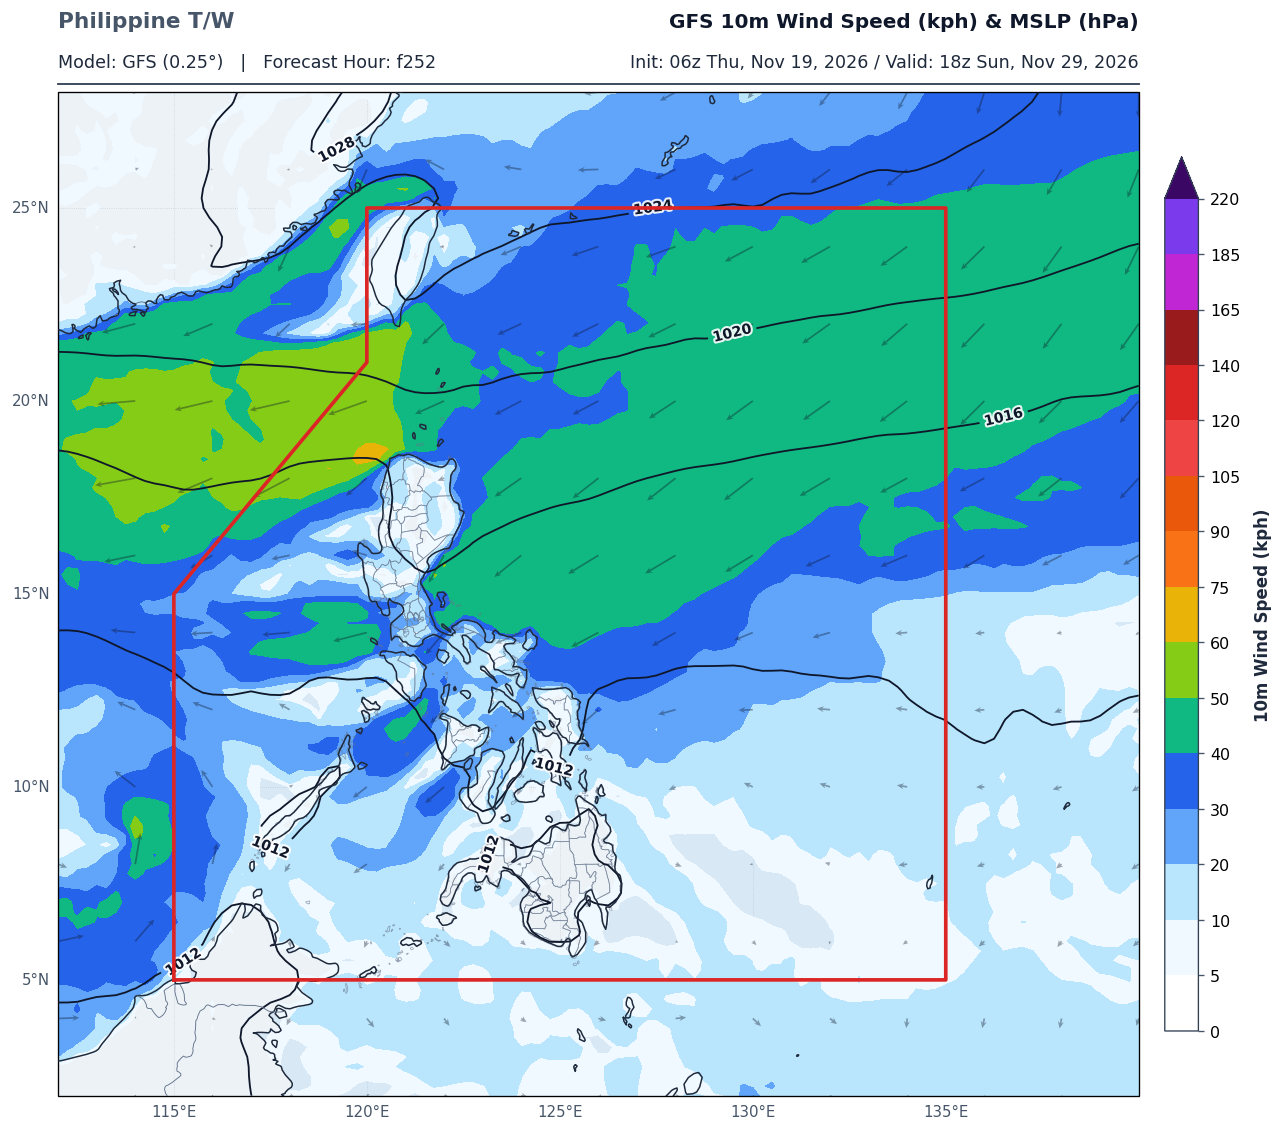 Philippine T/W
GFS 10m Wind Speed (kph) & MSLP (hPa)
Model: GFS (0.25°) | Forecast Hour: f252
Init: 06z Thu, Nov 19, 2026 / Valid: 18z Sun, Nov 29, 2026
1028
1024
1020
1016
1012
1012
1012
1012
25°N
20°N
15°N
10°N
5°N
115°E
120°E
125°E
130°E
135°E
220
185
165
140
120
105
90
75
60
50
40
30
20
10
5
0
10m Wind Speed (kph)